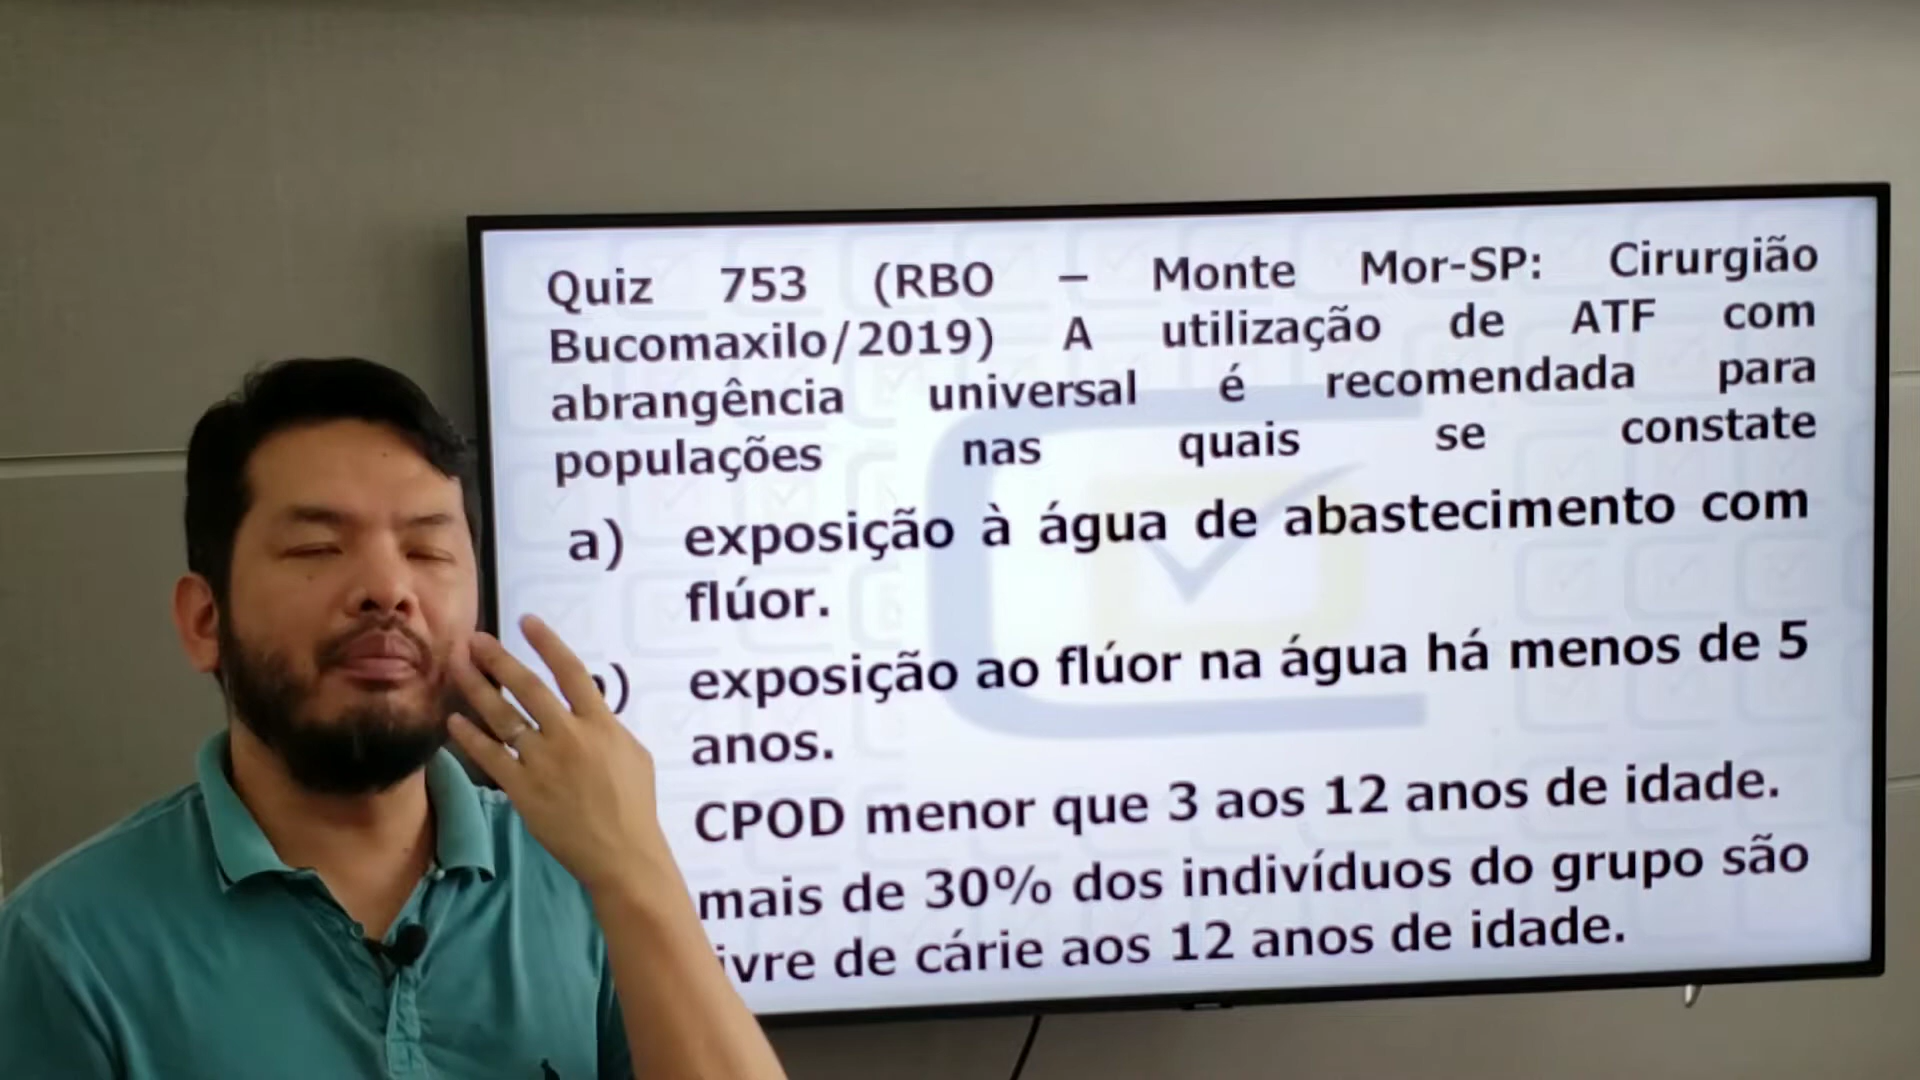 Quiz 753 (RBO – Monte Mor-SP: Cirurgião
Bucomaxilo/2019) A utilização de ATF com
abrangência universal é recomendada para
populações nas quais se constate
a) exposição à água de abastecimento com
flúor.
) exposição ao flúor na água há menos de 5
anos.
CPOD menor que 3 aos 12 anos de idade.
mais de 30% dos indivíduos do grupo são
ivre de cárie aos 12 anos de idade.